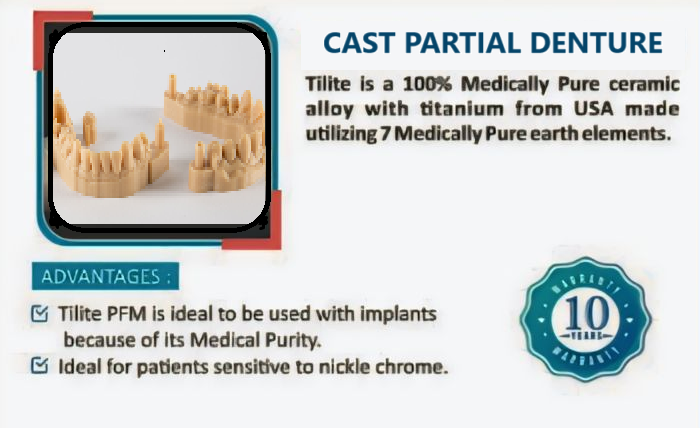 CAST PARTIAL DENTURE
Tilite is a 100% Medically Pure ceramic
alloy with titanium from USA made
utilizing 7 Medically Pure earth elements.
ADVANTAGES :
Tilite PFM is ideal to be used with implants
because of its Medical Purity.
Ideal for patients sensitive to nickle chrome.
WARRANTY
10
YEARS
WARRANTY